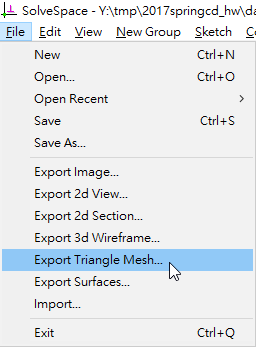 SolveSpace - Y:\tmp\2017springcd_hw\da
File Edit View New Group Sketch Co
New Ctrl+N
Open... Ctrl+O
Open Recent >
Save Ctrl+S
Save As...
Export Image...
Export 2d View...
Export 2d Section...
Export 3d Wireframe...
Export Triangle Mesh...
Export Surfaces...
Import...
Exit Ctrl+Q